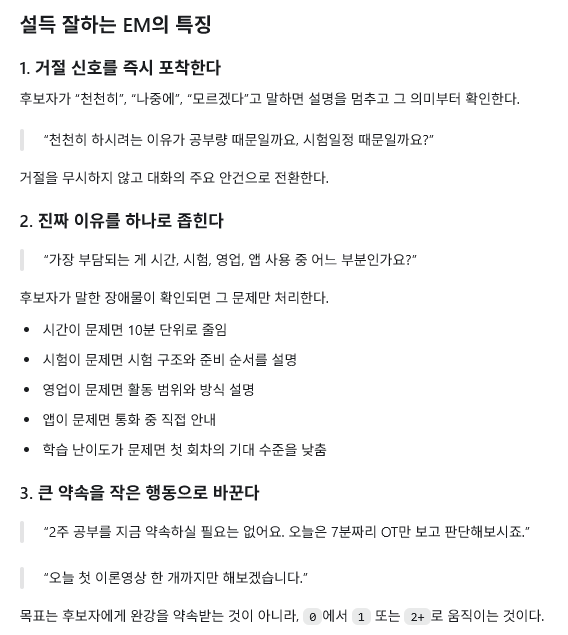 설득 잘하는 EM의 특징
1. 거절 신호를 즉시 포착한다
후보자가 “천천히”, “나중에”, “모르겠다”고 말하면 설명을 멈추고 그 의미부터 확인한다.
“천천히 하시려는 이유가 공부량 때문일까요, 시험일정 때문일까요?”
거절을 무시하지 않고 대화의 주요 안건으로 전환한다.
2. 진짜 이유를 하나로 좁힌다
“가장 부담되는 게 시간, 시험, 영업, 앱 사용 중 어느 부분인가요?”
후보자가 말한 장애물이 확인되면 그 문제만 처리한다.
• 시간이 문제면 10분 단위로 줄임
• 시험이 문제면 시험 구조와 준비 순서를 설명
• 영업이 문제면 활동 범위와 방식 설명
• 앱이 문제면 통화 중 직접 안내
• 학습 난이도가 문제면 첫 회차의 기대 수준을 낮춤
3. 큰 약속을 작은 행동으로 바꾼다
“2주 공부를 지금 약속하실 필요는 없어요. 오늘은 7분짜리 OT만 보고 판단해보시죠.”
“오늘 첫 이론영상 한 개까지만 해보겠습니다.”
목표는 후보자에게 완강을 약속받는 것이 아니라, 0 에서 1 또는 2+ 로 움직이는 것이다.